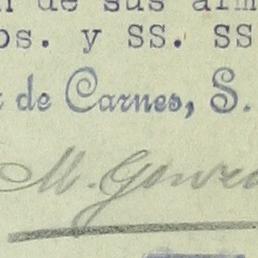 de sus
os. y SS. SS
de Carnes, S.
M.